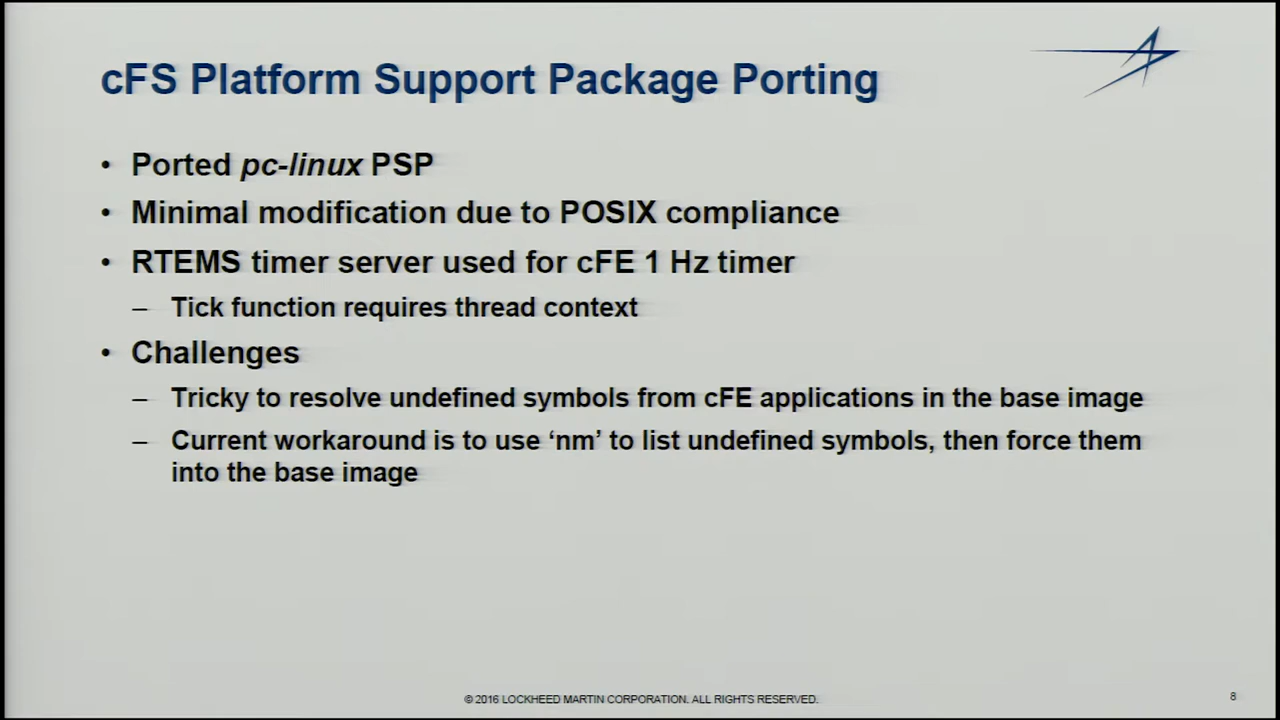 cFS Platform Support Package Porting
• Ported pc-linux PSP
• Minimal modification due to POSIX compliance
• RTEMS timer server used for cFE 1 Hz timer
– Tick function requires thread context
• Challenges
– Tricky to resolve undefined symbols from cFE applications in the base image
– Current workaround is to use ‘nm’ to list undefined symbols, then force them
into the base image
© 2016 LOCKHEED MARTIN CORPORATION. ALL RIGHTS RESERVED.
8